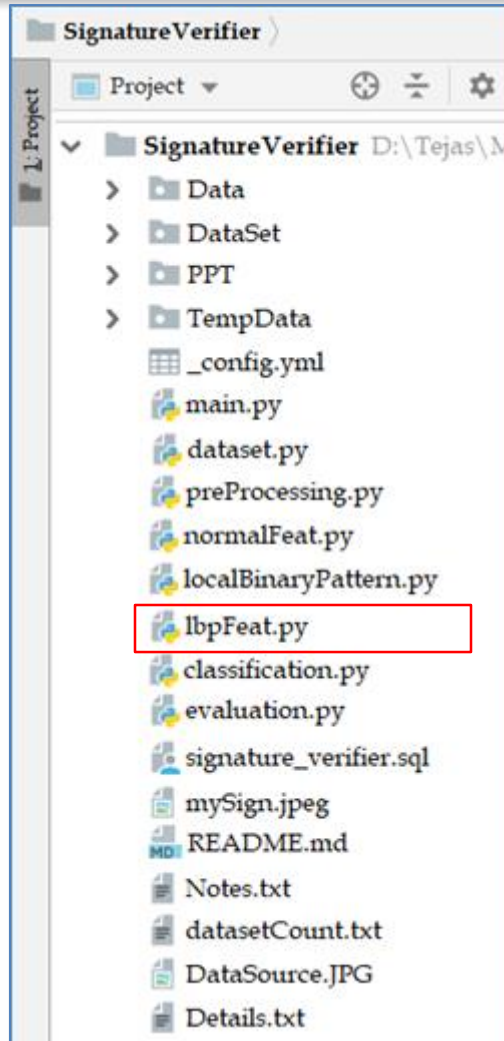 SignatureVerifier
1: Project
Project
SignatureVerifier D:\Tejas\M
Data
DataSet
PPT
TempData
_config.yml
main.py
dataset.py
preProcessing.py
normalFeat.py
localBinaryPattern.py
lbpFeat.py
classification.py
evaluation.py
signature_verifier.sql
mySign.jpeg
MD README.md
Notes.txt
datasetCount.txt
DataSource.JPG
Details.txt